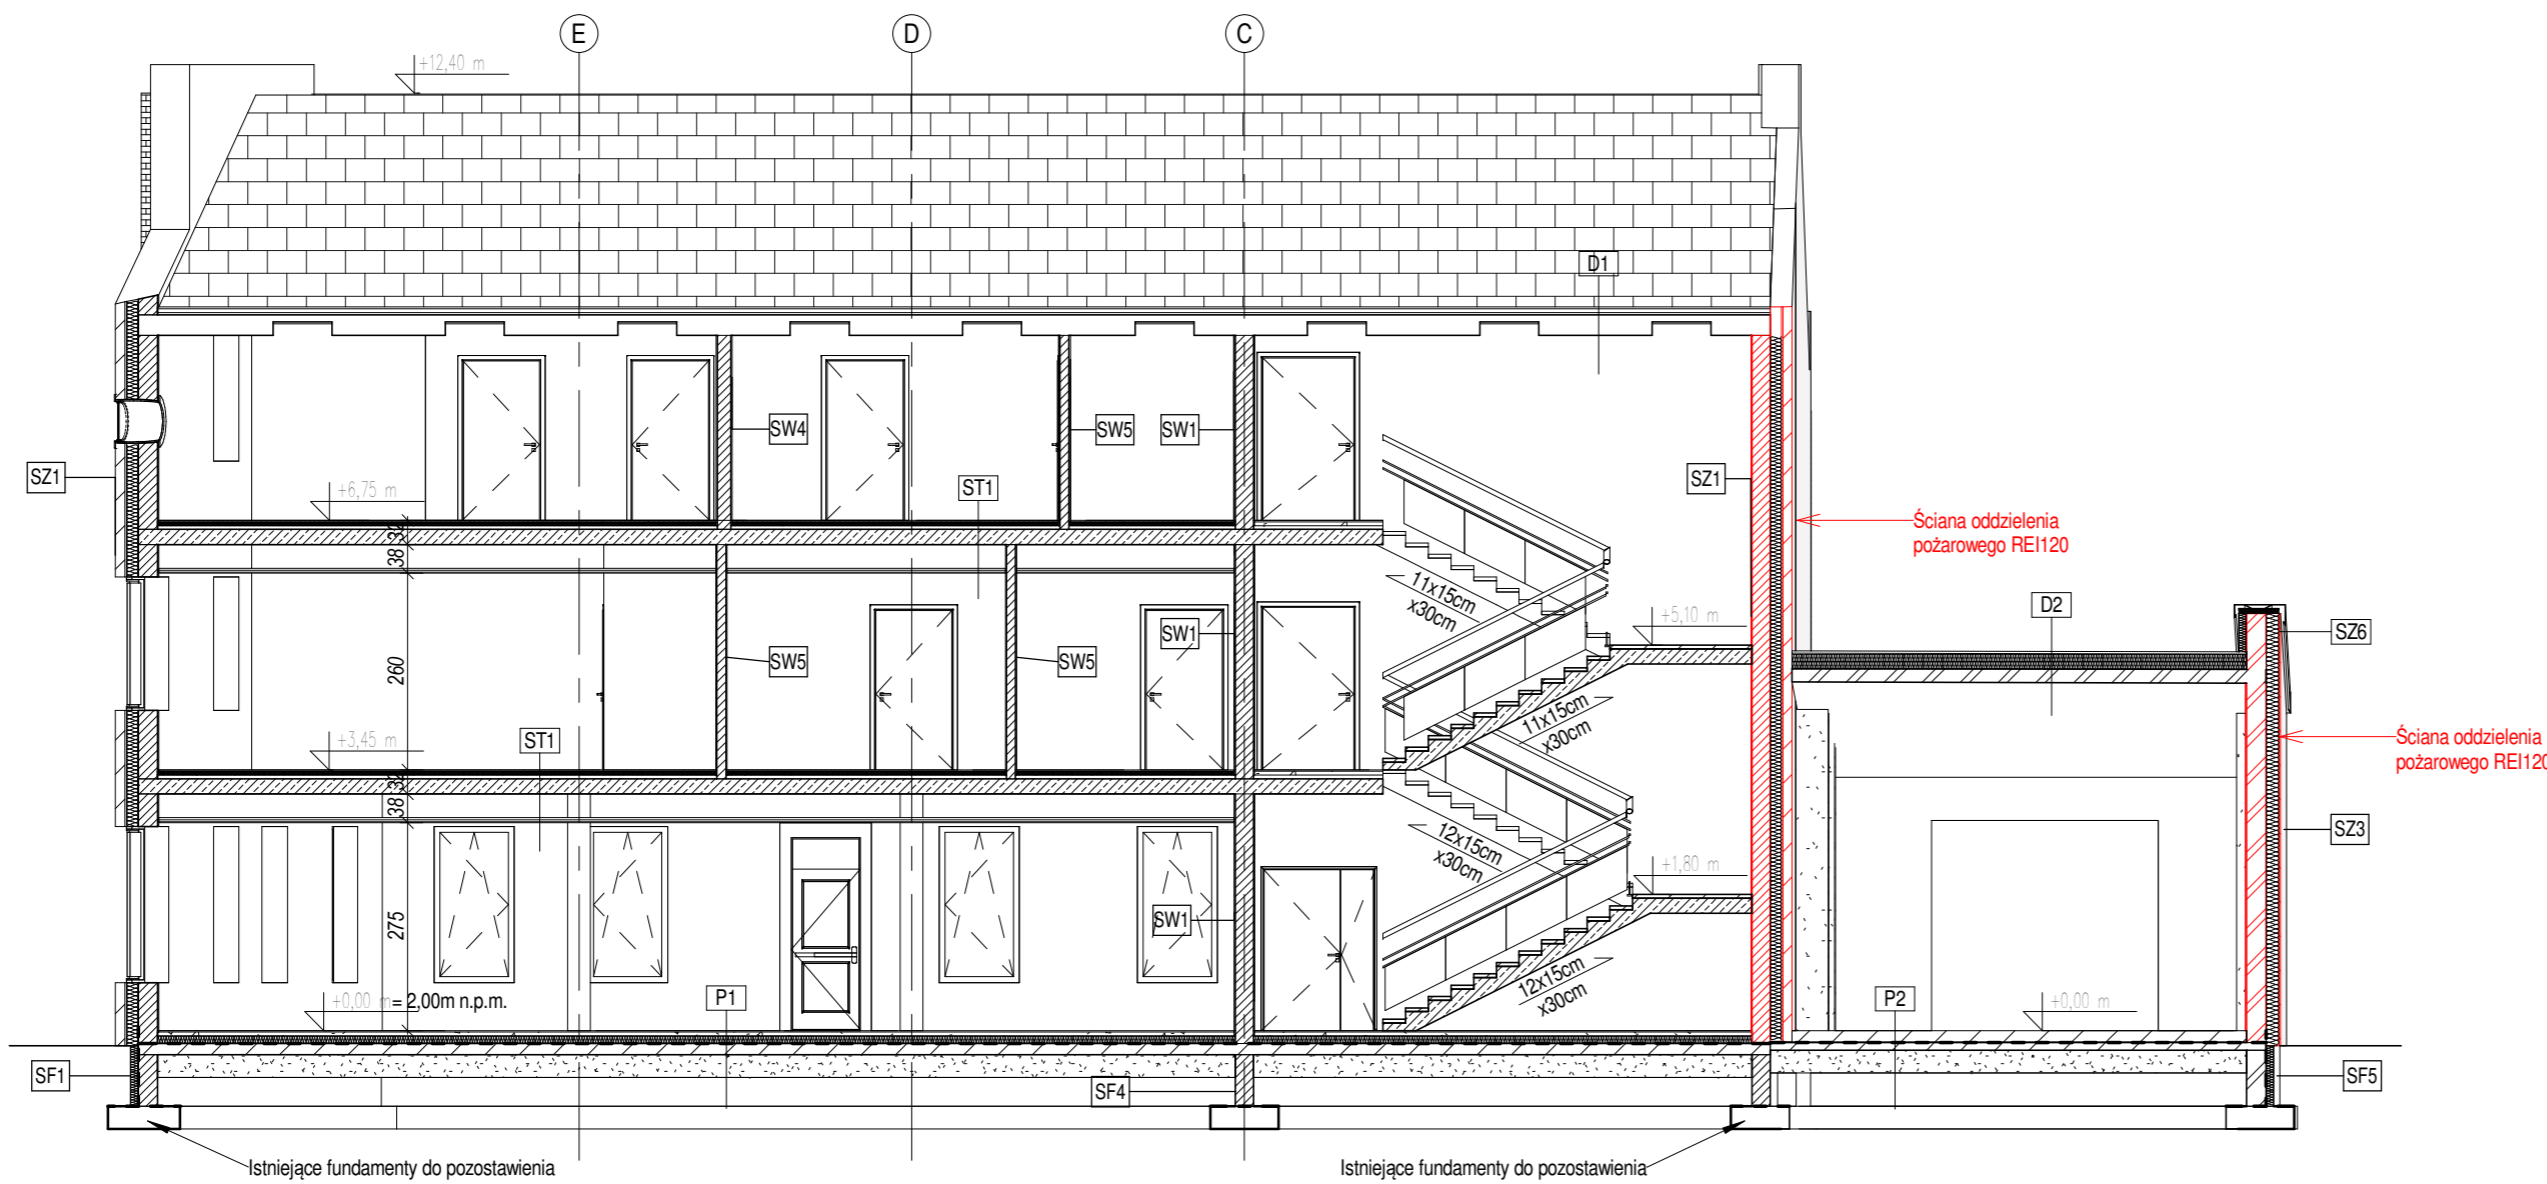 E
D
C
+12,40 m
D1
SW4
SW5
SW1
SZ1
SZ1
+6,75 m
ST1
Ściana oddzielenia
pożarowego REI120
32
38
11x15cm
x30cm
+5,10 m
D2
SZ6
SW1
SW5
SW5
260
11x15cm
x30cm
Ściana oddzielenia
pożarowego REI120
+3,45 m
ST1
32
38
12x15cm
x30cm
SZ3
+1,80 m
275
SW1
12x15cm
x30cm
+0,00 m = 2,00m n.p.m.
P1
P2
+0,00 m
SF1
SF4
SF5
Istniejące fundamenty do pozostawienia
Istniejące fundamenty do pozostawienia